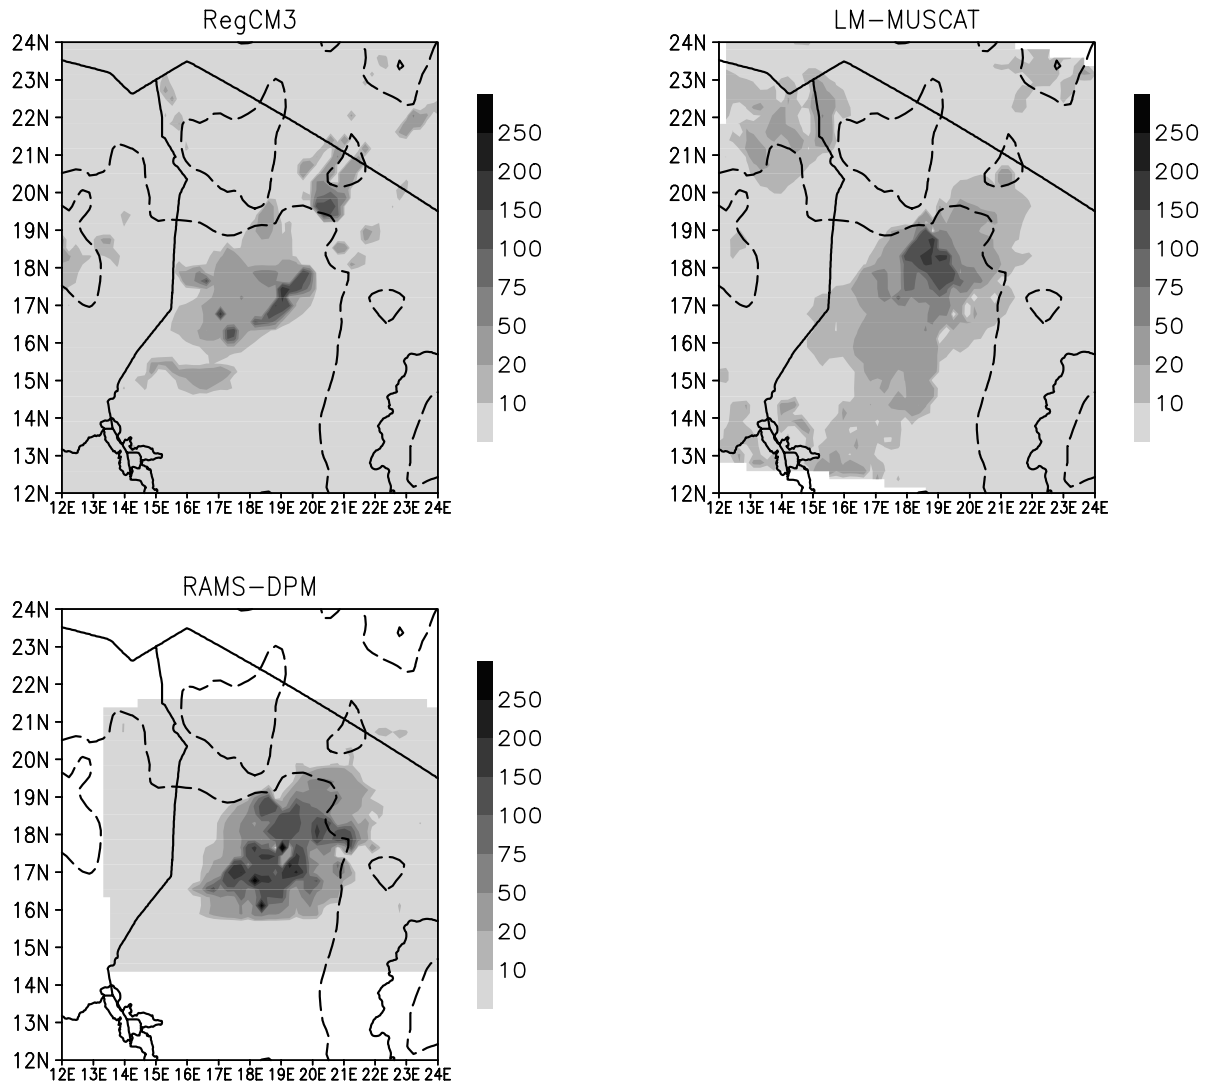 RegCM3
24N
23N
22N
21N
20N
19N
18N
17N
16N
15N
14N
13N
12N
12E 13E 14E 15E 16E 17E 18E 19E 20E 21E 22E 23E 24E
250
200
150
100
75
50
20
10
LM-MUSCAT
24N
23N
22N
21N
20N
19N
18N
17N
16N
15N
14N
13N
12N
12E 13E 14E 15E 16E 17E 18E 19E 20E 21E 22E 23E 24E
250
200
150
100
75
50
20
10
RAMS-DPM
24N
23N
22N
21N
20N
19N
18N
17N
16N
15N
14N
13N
12N
12E 13E 14E 15E 16E 17E 18E 19E 20E 21E 22E 23E 24E
250
200
150
100
75
50
20
10